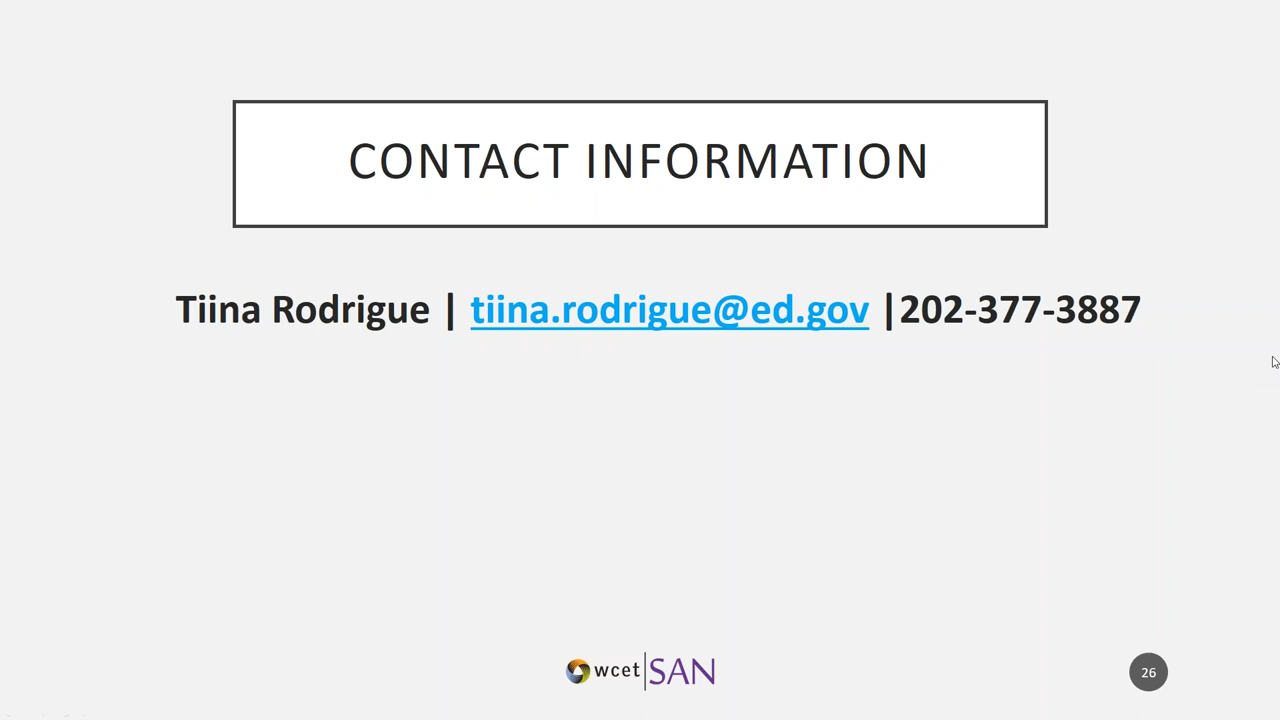 CONTACT INFORMATION
Tiina Rodrigue | tiina.rodrigue@ed.gov |202-377-3887
wcet|SAN
26